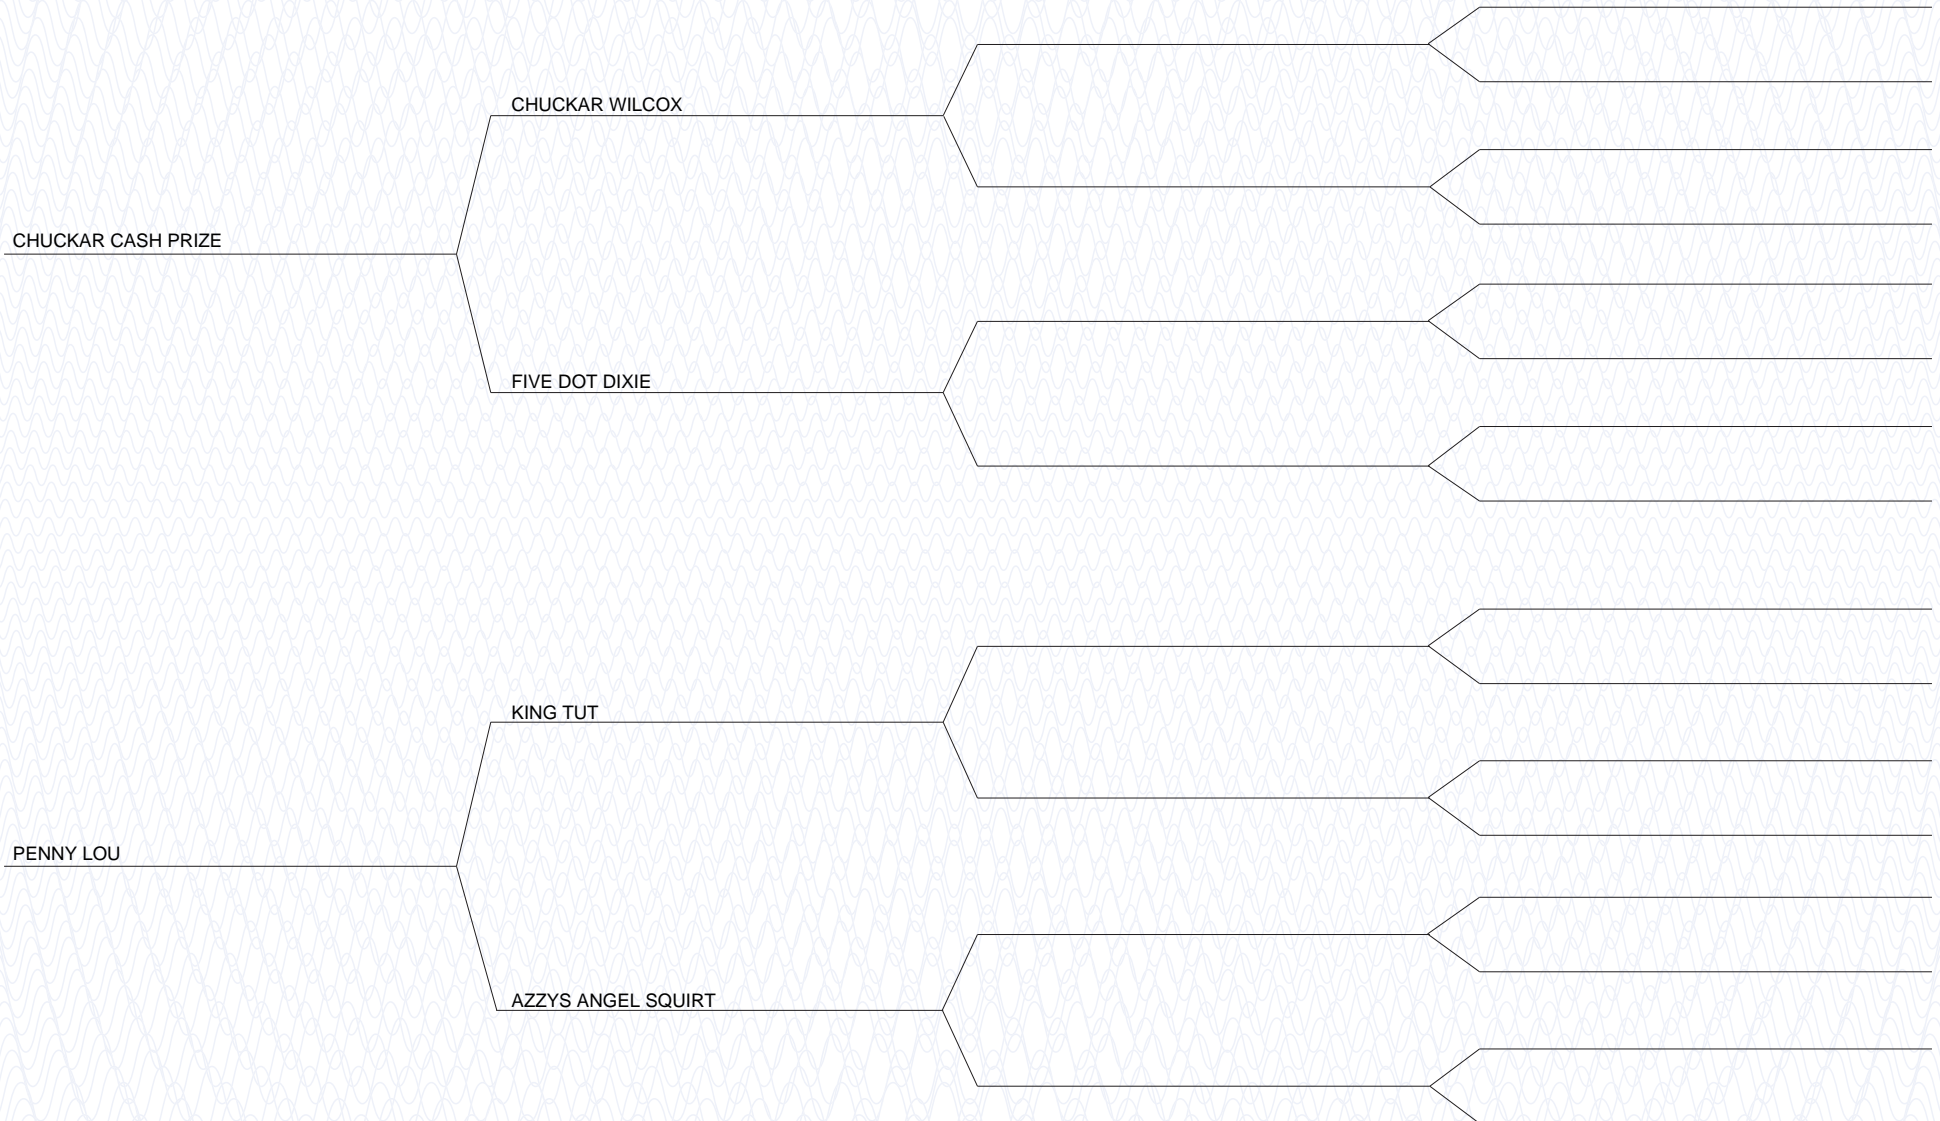 CHUCKAR WILCOX
CHUCKAR CASH PRIZE
FIVE DOT DIXIE
KING TUT
PENNY LOU
AZZYS ANGEL SQUIRT